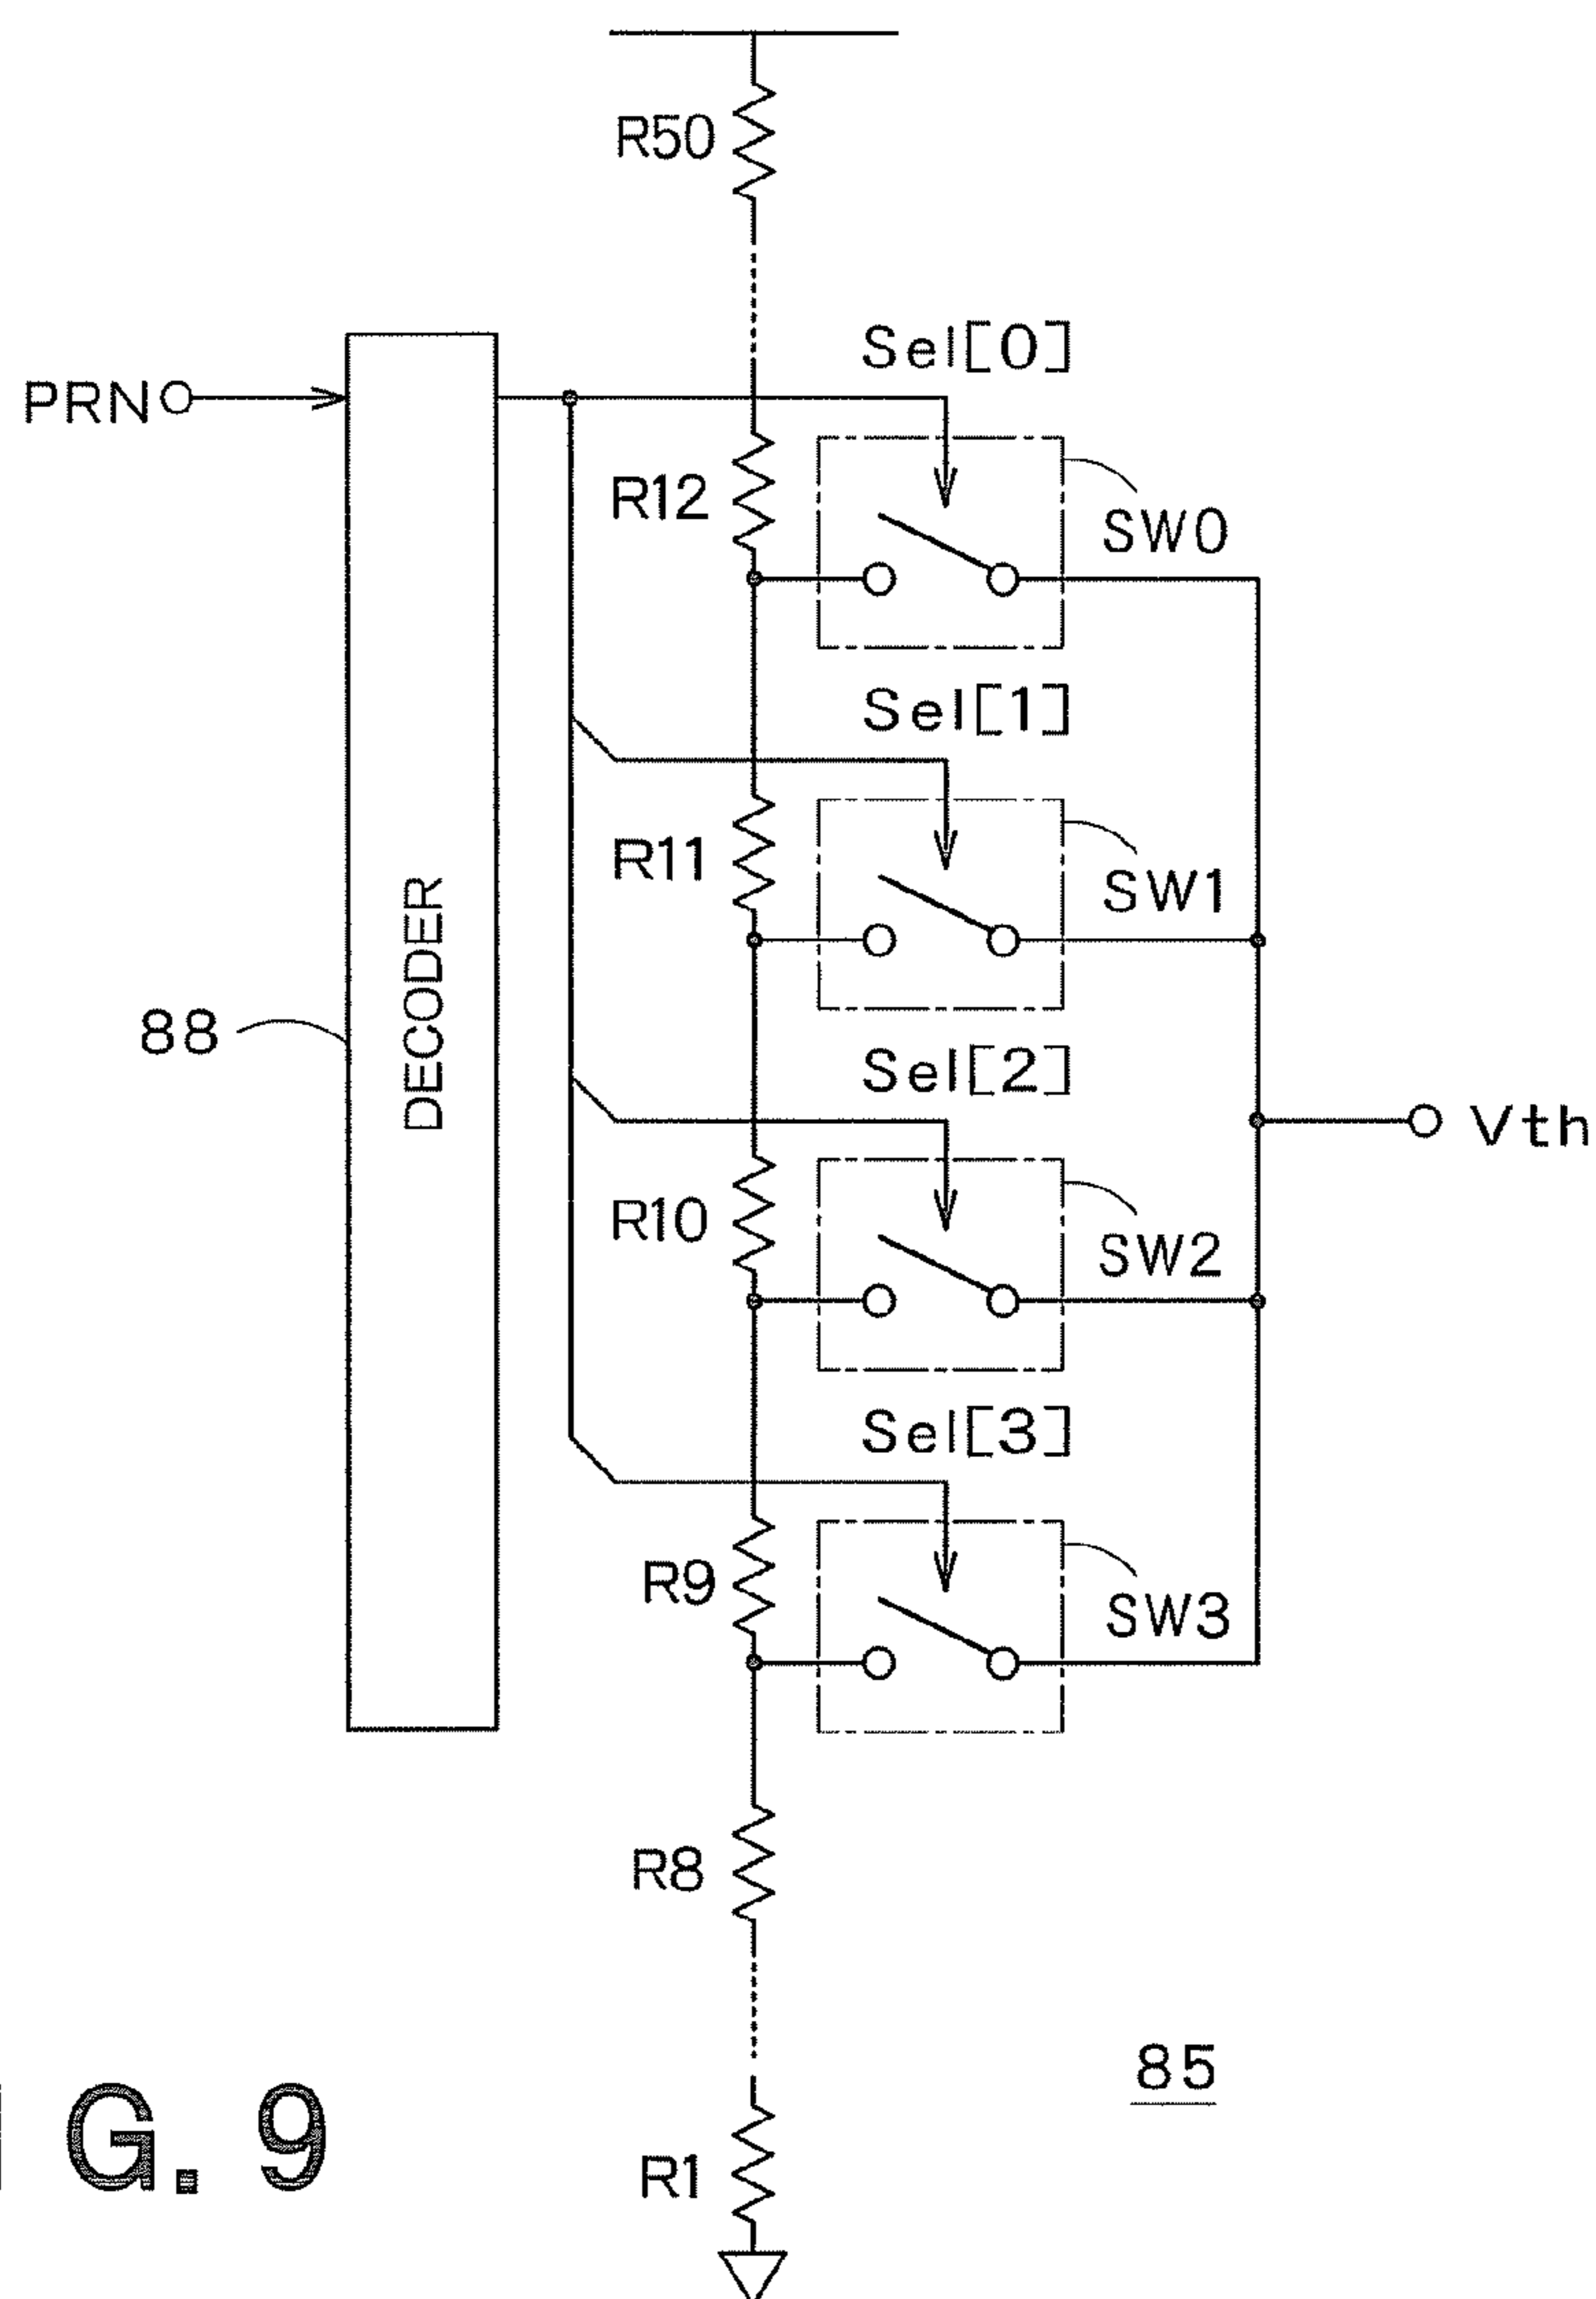 R50
Sel[0]
PRN
R12
SW0
Sel[1]
R11
SW1
DECODER
88
Sel[2]
Vth
R10
SW2
Sel[3]
R9
SW3
R8
85
G. 9
R1